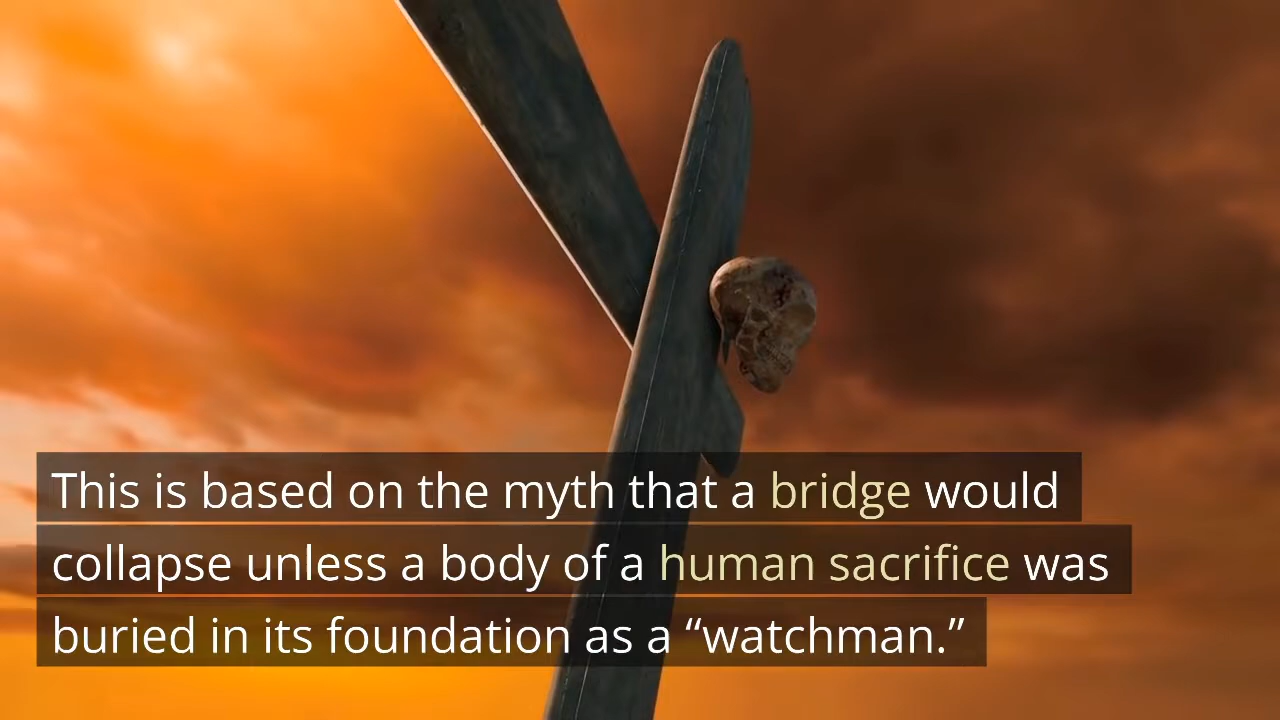 This is based on the myth that a bridge would
collapse unless a body of a human sacrifice was
buried in its foundation as a “watchman.”